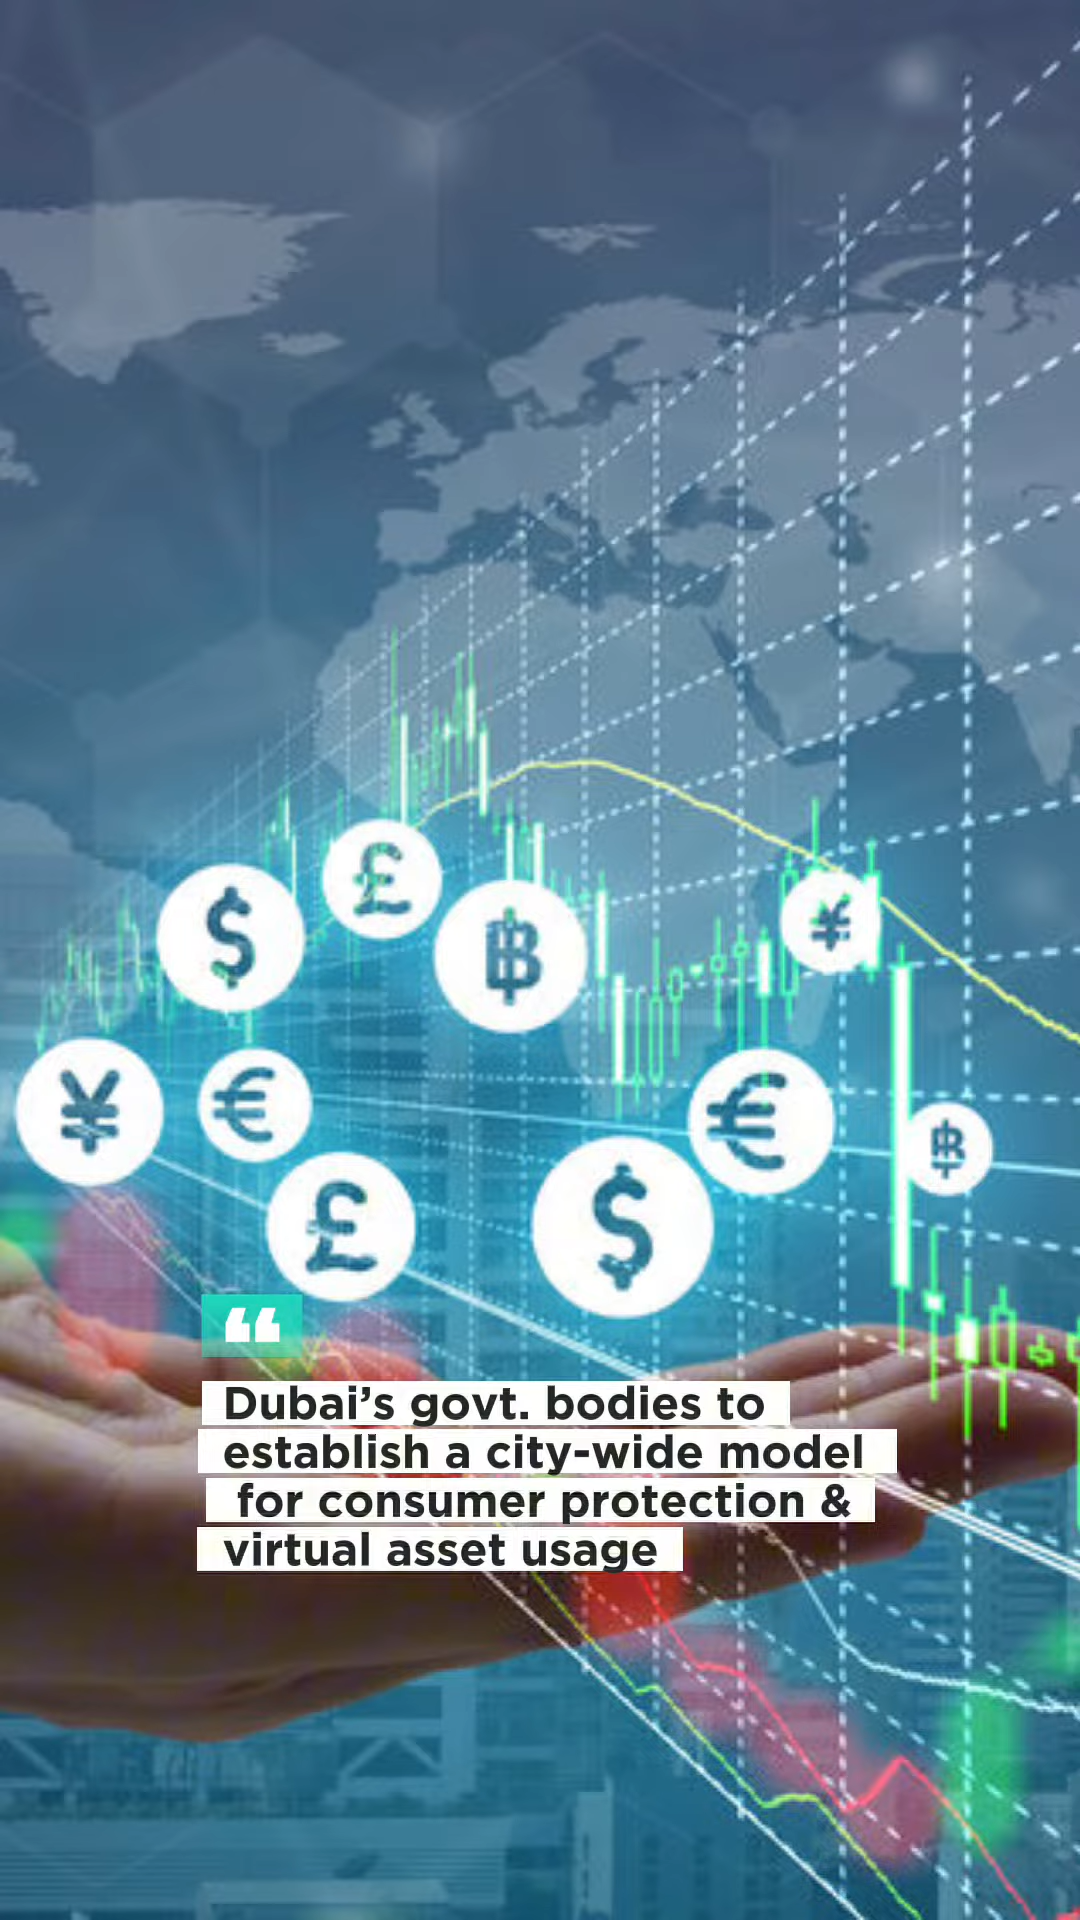 £
$
฿
¥
¥
€
€
฿
£
$
“
Dubai’s govt. bodies to
establish a city-wide model
for consumer protection &
virtual asset usage